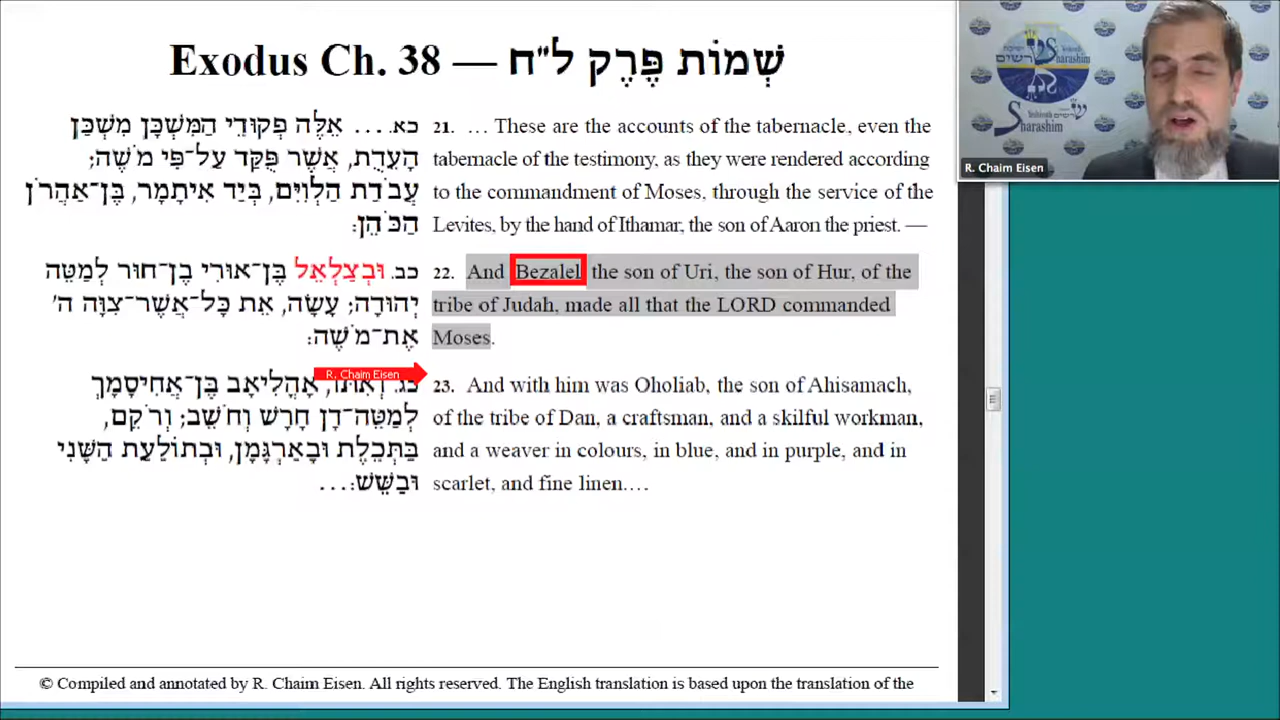 Exodus Ch. 38 — שְׁמוֹת פֶּרֶק ל"ח
כא. ... אֵלֶּה פְקוּדֵי הַמִּשְׁכָּן מִשְׁכַּן
הָעֵדֻת, אֲשֶׁר פֻּקַּד עַל־פִּי מֹשֶׁה;
עֲבֹדַת הַלְוִיִּם, בְּיַד אִיתָמָר, בֶּן־אַהֲרֹן
הַכֹּהֵן:
21. ... These are the accounts of the tabernacle, even the
tabernacle of the testimony, as they were rendered according
to the commandment of Moses, through the service of the
Levites, by the hand of Ithamar, the son of Aaron the priest. —
כב. וּבְצַלְאֵל בֶּן־אוּרִי בֶן־חוּר לְמַטֵּה
יְהוּדָה; עָשָׂה, אֵת כָּל־אֲשֶׁר־צִוָּה ה'
אֶת־מֹשֶׁה:
22. And Bezalel the son of Uri, the son of Hur, of the
tribe of Judah, made all that the LORD commanded
Moses.
כג. וְאִתּוֹ, אָהֳלִיאָב בֶּן־אֲחִיסָמָךְ
לְמַטֵּה־דָן חָרָשׁ וְחֹשֵׁב; וְרֹקֵם,
בַּתְּכֵלֶת וּבָאַרְגָּמָן, וּבְתוֹלַעַת הַשָּׁנִי
וּבַשֵּׁשׁ:...
R. Chaim Eisen
23. And with him was Oholiab, the son of Ahisamach,
of the tribe of Dan, a craftsman, and a skilful workman,
and a weaver in colours, in blue, and in purple, and in
scarlet, and fine linen....
© Compiled and annotated by R. Chaim Eisen. All rights reserved. The English translation is based upon the translation of the
Sharashim
Yeshivath
Sharashim
R. Chaim Eisen